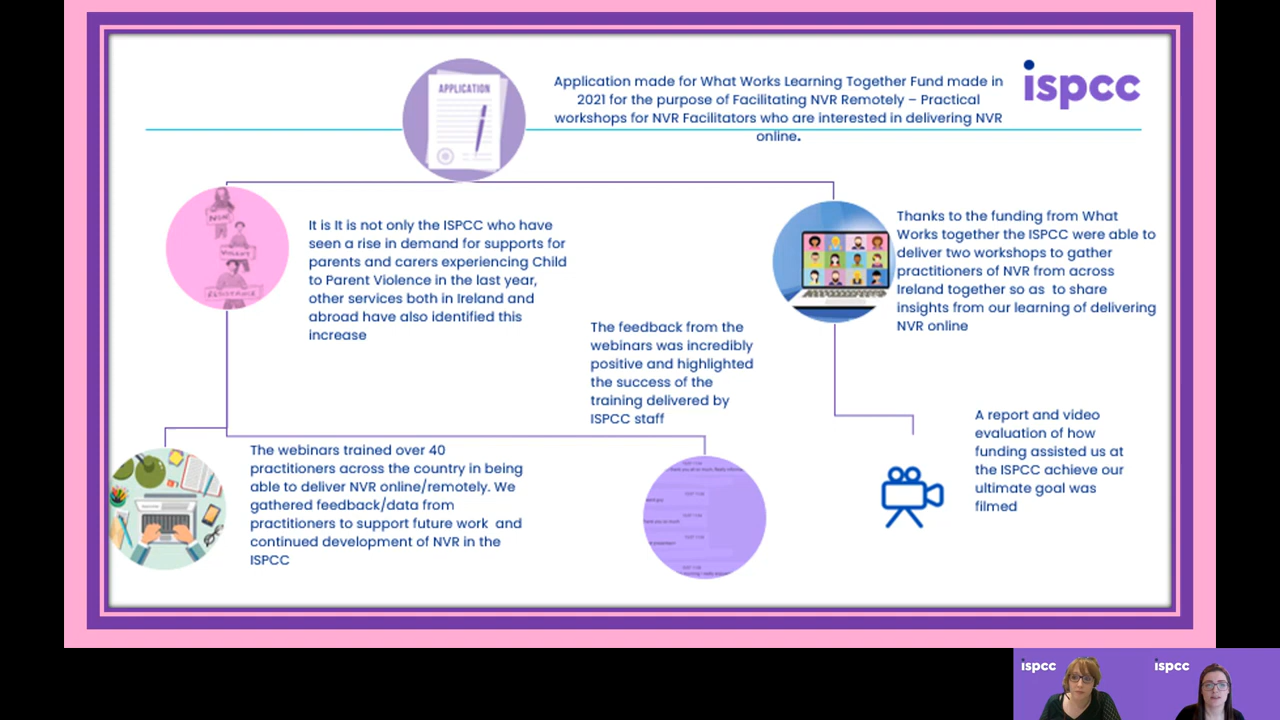 APPLICATION
Application made for What Works Learning Together Fund made in
2021 for the purpose of Facilitating NVR Remotely – Practical
workshops for NVR Facilitators who are interested in delivering NVR
online.
ispcc
NON
VIOLENT
RESISTANCE
It is It is not only the ISPCC who have
seen a rise in demand for supports for
parents and carers experiencing Child
to Parent Violence in the last year,
other services both in Ireland and
abroad have also identified this
increase
Thanks to the funding from What
Works together the ISPCC were able to
deliver two workshops to gather
practitioners of NVR from across
Ireland together so as to share
insights from our learning of delivering
NVR online
The feedback from the
webinars was incredibly
positive and highlighted
the success of the
training delivered by
ISPCC staff
The webinars trained over 40
practitioners across the country in being
able to deliver NVR online/remotely. We
gathered feedback/data from
practitioners to support future work and
continued development of NVR in the
ISPCC
A report and video
evaluation of how
funding assisted us at
the ISPCC achieve our
ultimate goal was
filmed
ispcc
ispcc